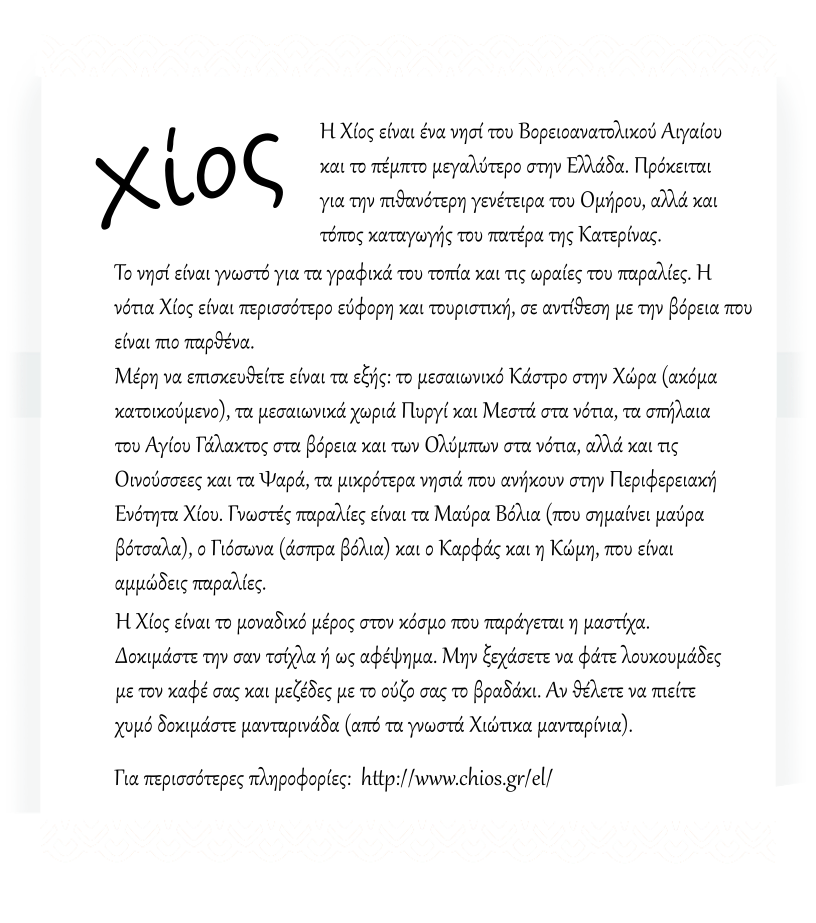 χίος
Η Χίος είναι ένα νησί του Βορειοανατολικού Αιγαίου
και το πέμπτο μεγαλύτερο στην Ελλάδα. Πρόκειται
για την πιθανότερη γενέτειρα του Ομήρου, αλλά και
τόπος καταγωγής του πατέρα της Κατερίνας.
Το νησί είναι γνωστό για τα γραφικά του τοπία και τις ωραίες του παραλίες. Η
νότια Χίος είναι περισσότερο εύφορη και τουριστική, σε αντίθεση με την βόρεια που
είναι πιο παρθένα.
Μέρη να επισκευθείτε είναι τα εξής: το μεσαιωνικό Κάστρο στην Χώρα (ακόμα
κατοικούμενο), τα μεσαιωνικά χωριά Πυργί και Μεστά στα νότια, τα σπήλαια
του Αγίου Γάλακτος στα βόρεια και των Ολύμπων στα νότια, αλλά και τις
Οινούσσεες και τα Ψαρά, τα μικρότερα νησιά που ανήκουν στην Περιφερειακή
Ενότητα Χίου. Γνωστές παραλίες είναι τα Μαύρα Βόλια (που σημαίνει μαύρα
βότσαλα), ο Γιόσωνα (άσπρα βόλια) και ο Καρφάς και η Κώμη, που είναι
αμμώδεις παραλίες.
Η Χίος είναι το μοναδικό μέρος στον κόσμο που παράγεται η μαστίχα.
Δοκιμάστε την σαν τσίχλα ή ως αφέψημα. Μην ξεχάσετε να φάτε λουκουμάδες
με τον καφέ σας και μεζέδες με το ούζο σας το βραδάκι. Αν θέλετε να πιείτε
χυμό δοκιμάστε μανταρινάδα (από τα γνωστά Χιώτικα μανταρίνια).
Για περισσότερες πληροφορίες: http://www.chios.gr/el/